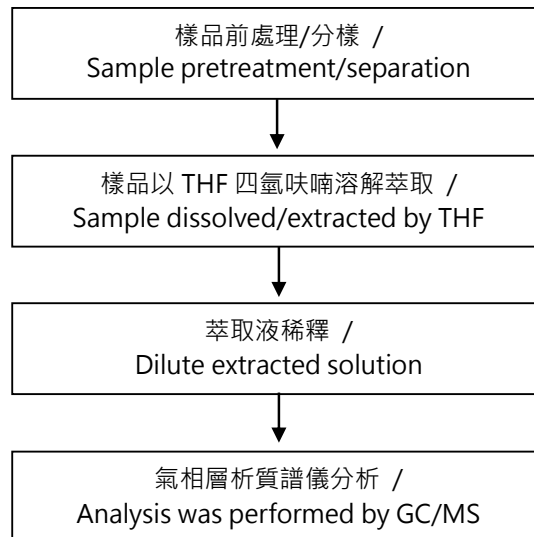 樣品前處理/分樣 /
Sample pretreatment/separation
樣品以 THF 四氫呋喃溶解萃取 /
Sample dissolved/extracted by THF
萃取液稀釋 /
Dilute extracted solution
氣相層析質譜儀分析 /
Analysis was performed by GC/MS